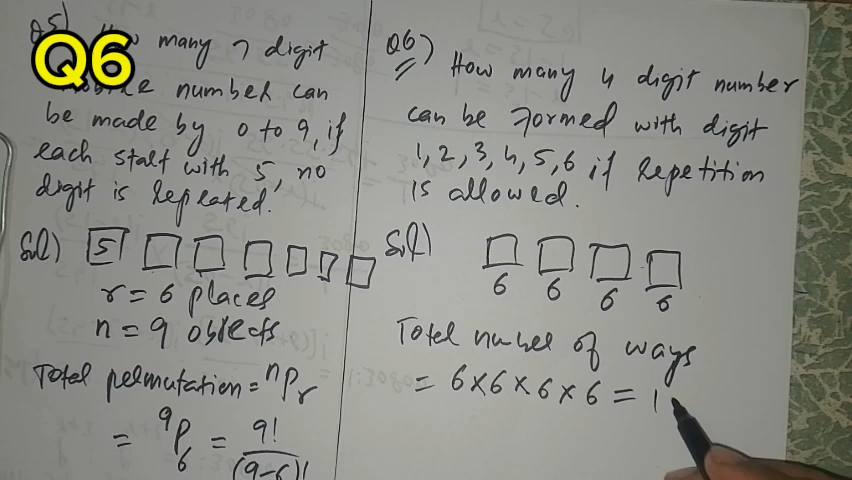 Q5)
Q6
How many 7 digit
mobile number can
be made by 0 to 9, if
each start with 5, no
digit is repeated.
Sol) 5
r = 6 places
n = 9 objects
Total permutation = nPr
= 9P6 = 9!
(9-6)!
Q6)
How many 4 digit number
can be formed with digit
1, 2, 3, 4, 5, 6 if repetition
is allowed.
Sol)
6 6 6 6
Total number of ways
= 6 × 6 × 6 × 6 = 1